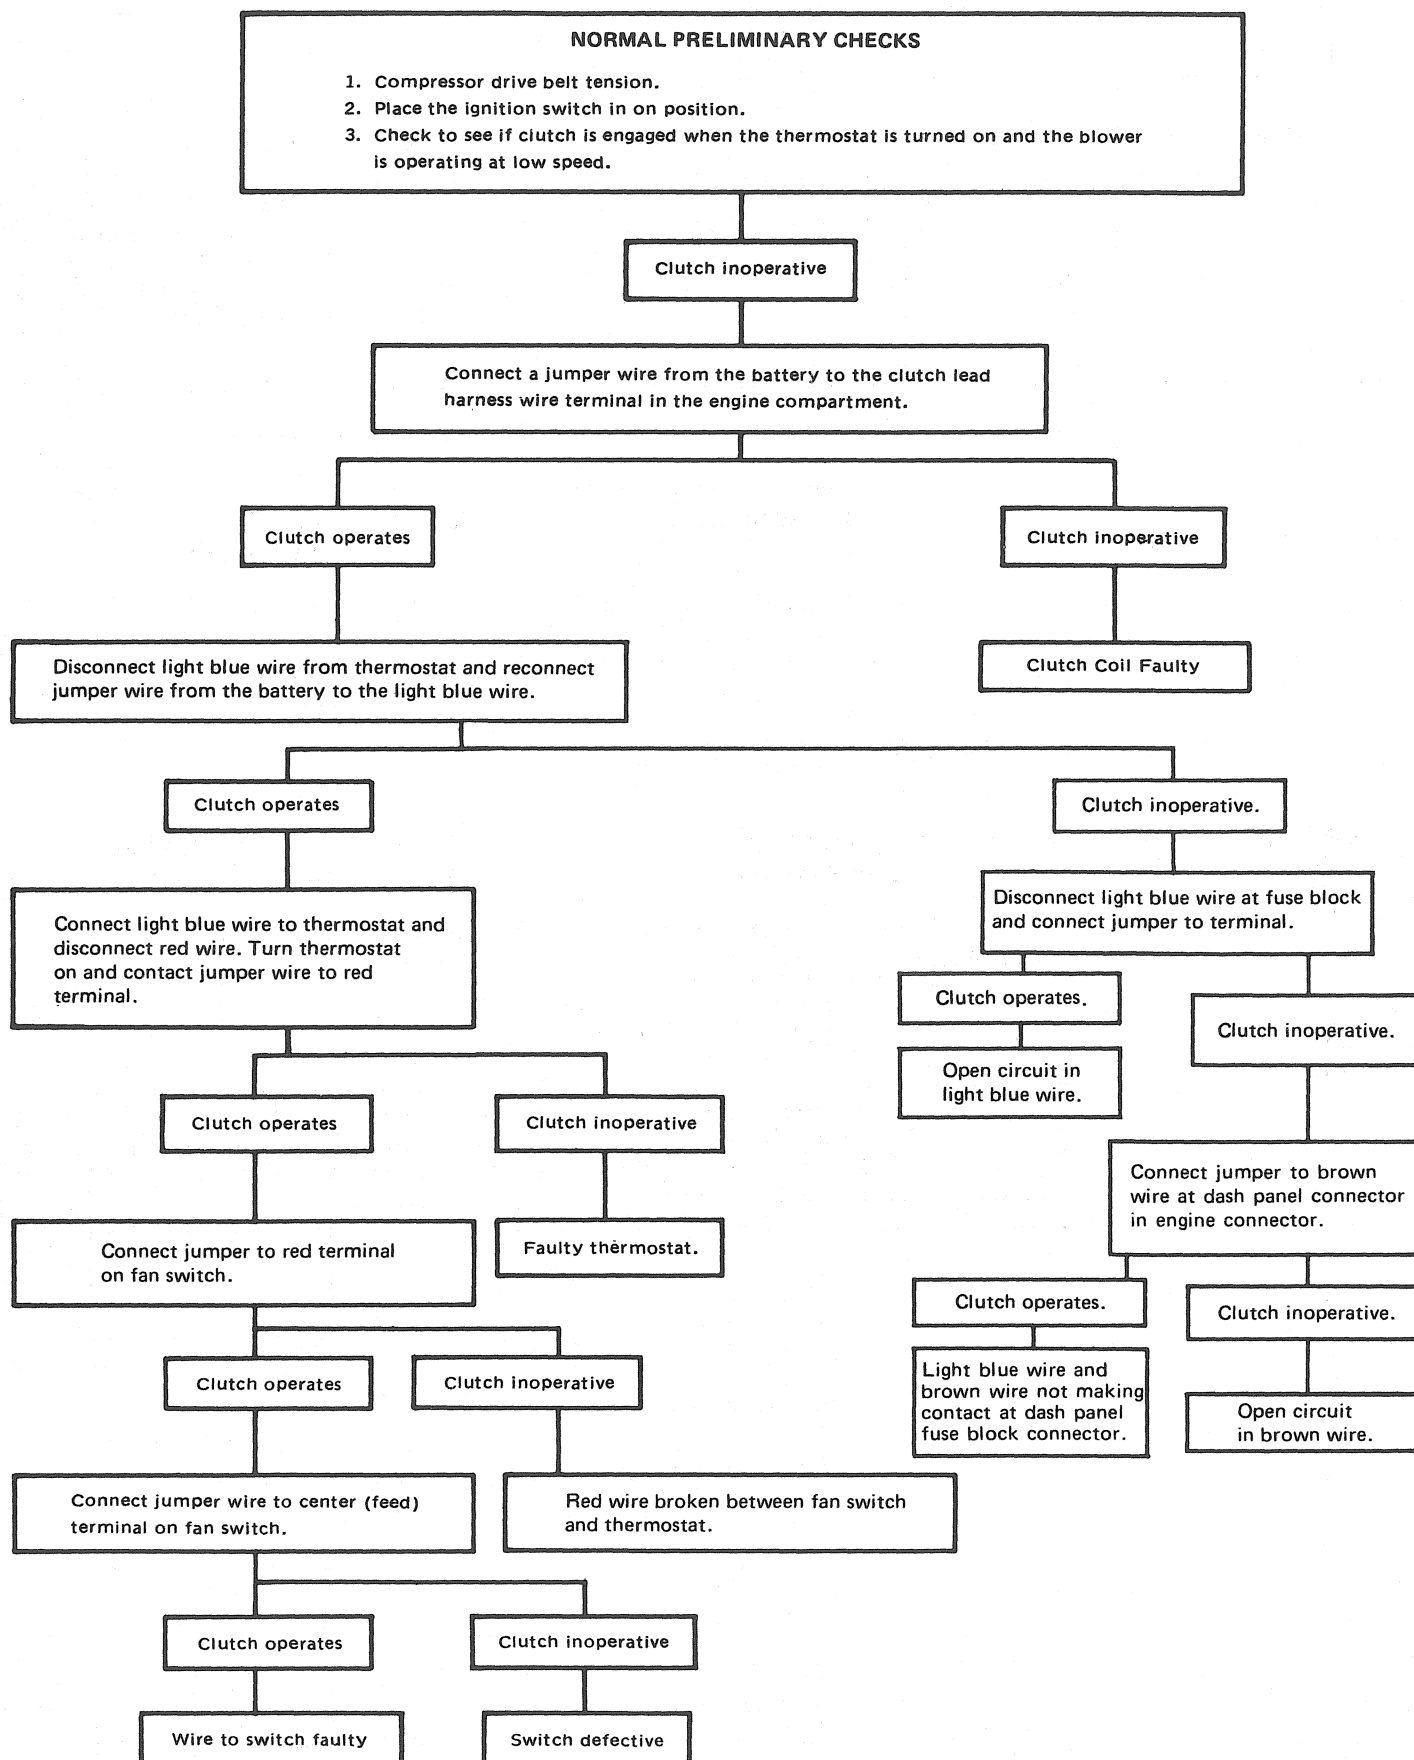 NORMAL PRELIMINARY CHECKS
1. Compressor drive belt tension.
2. Place the ignition switch in on position.
3. Check to see if clutch is engaged when the thermostat is turned on and the blower
is operating at low speed.
Clutch inoperative
Connect a jumper wire from the battery to the clutch lead
harness wire terminal in the engine compartment.
Clutch operates
Clutch inoperative
Disconnect light blue wire from thermostat and reconnect
jumper wire from the battery to the light blue wire.
Clutch Coil Faulty
Clutch operates
Clutch inoperative.
Connect light blue wire to thermostat and
disconnect red wire. Turn thermostat
on and contact jumper wire to red
terminal.
Disconnect light blue wire at fuse block
and connect jumper to terminal.
Clutch operates.
Clutch inoperative.
Open circuit in
light blue wire.
Clutch operates
Clutch inoperative
Connect jumper to brown
wire at dash panel connector
in engine connector.
Connect jumper to red terminal
on fan switch.
Faulty thermostat.
Clutch operates.
Clutch inoperative.
Clutch operates
Clutch inoperative
Light blue wire and
brown wire not making
contact at dash panel
fuse block connector.
Open circuit
in brown wire.
Connect jumper wire to center (feed)
terminal on fan switch.
Red wire broken between fan switch
and thermostat.
Clutch operates
Clutch inoperative
Wire to switch faulty
Switch defective